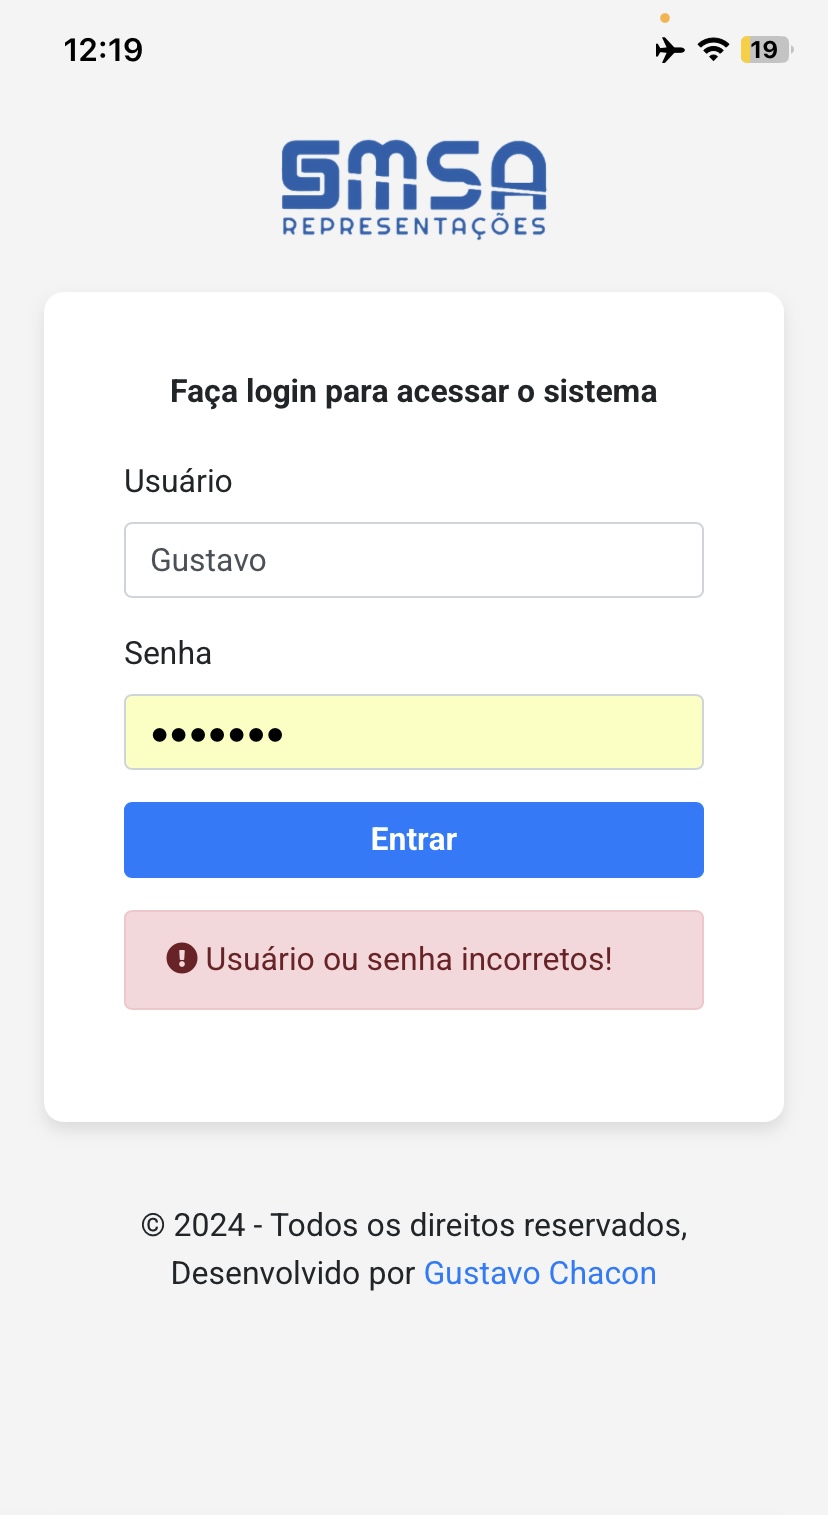 12:19
19
SMSA
REPRESENTAÇÕES
Faça login para acessar o sistema
Usuário
Gustavo
Senha
•••••••
Entrar
Usuário ou senha incorretos!
© 2024 - Todos os direitos reservados,
Desenvolvido por Gustavo Chacon